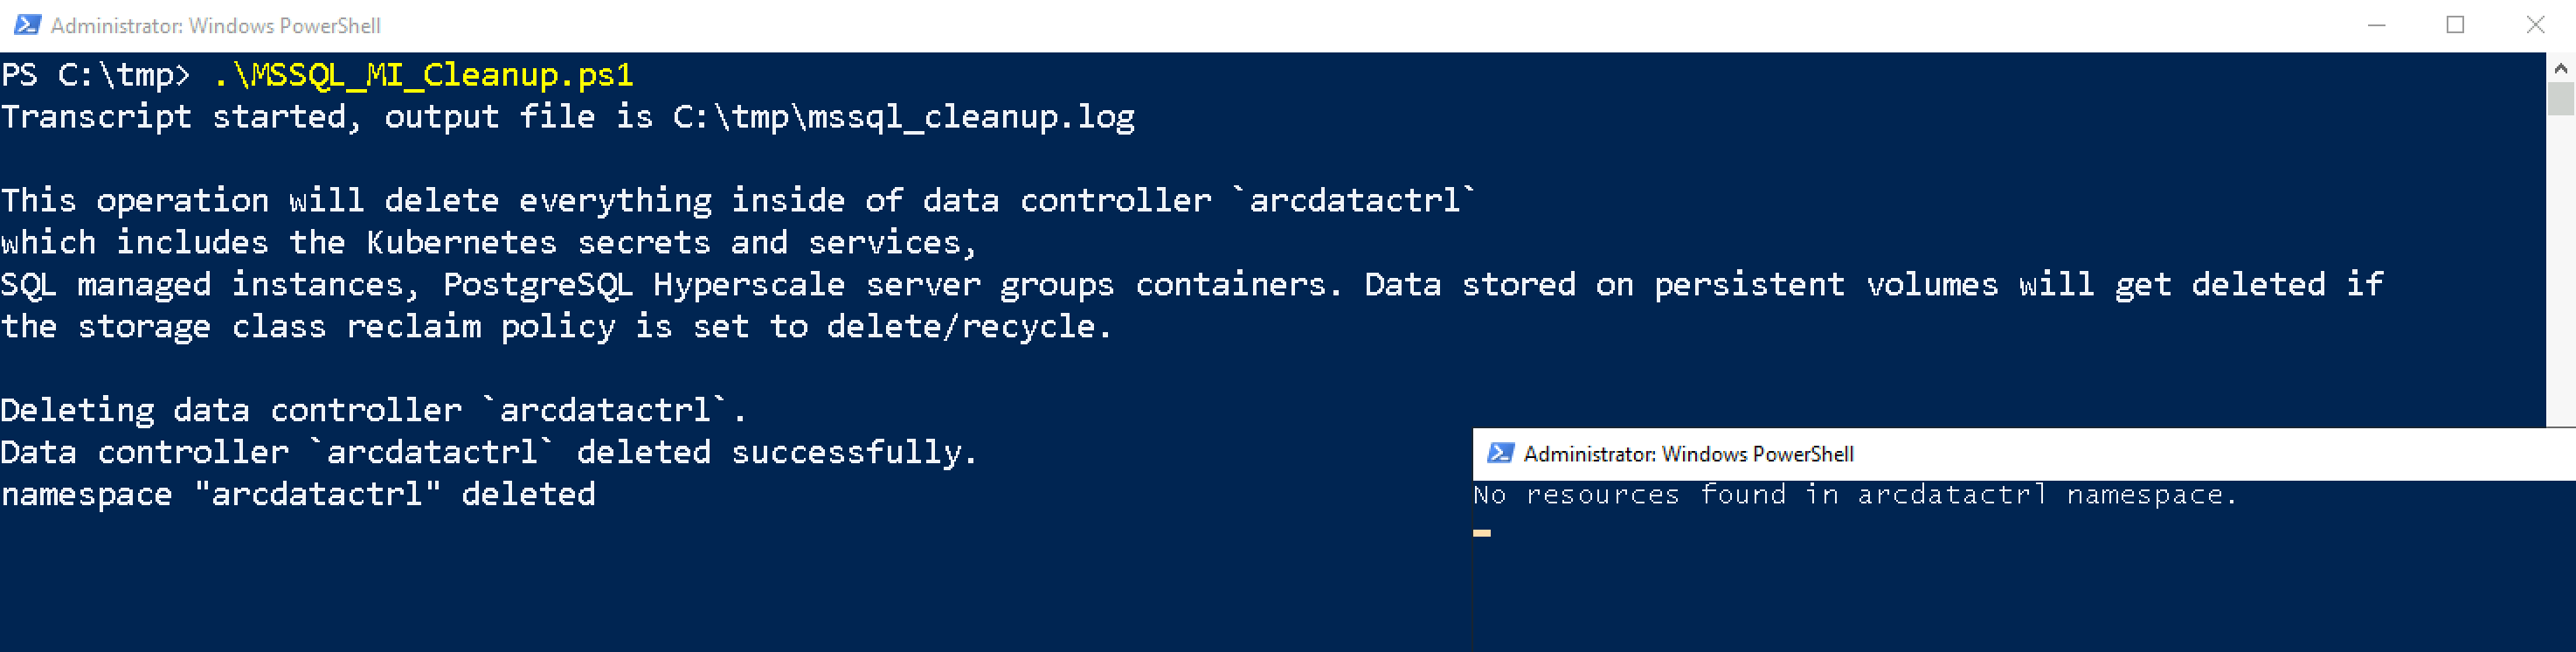 Administrator: Windows PowerShell
PS C:\tmp> .\MSSQL_MI_Cleanup.ps1
Transcript started, output file is C:\tmp\mssql_cleanup.log
This operation will delete everything inside of data controller `arcdatactrl`
which includes the Kubernetes secrets and services,
SQL managed instances, PostgreSQL Hyperscale server groups containers. Data stored on persistent volumes will get deleted if
the storage class reclaim policy is set to delete/recycle.
Deleting data controller `arcdatactrl`.
Data controller `arcdatactrl` deleted successfully.
namespace "arcdatactrl" deleted
Administrator: Windows PowerShell
No resources found in arcdatactrl namespace.